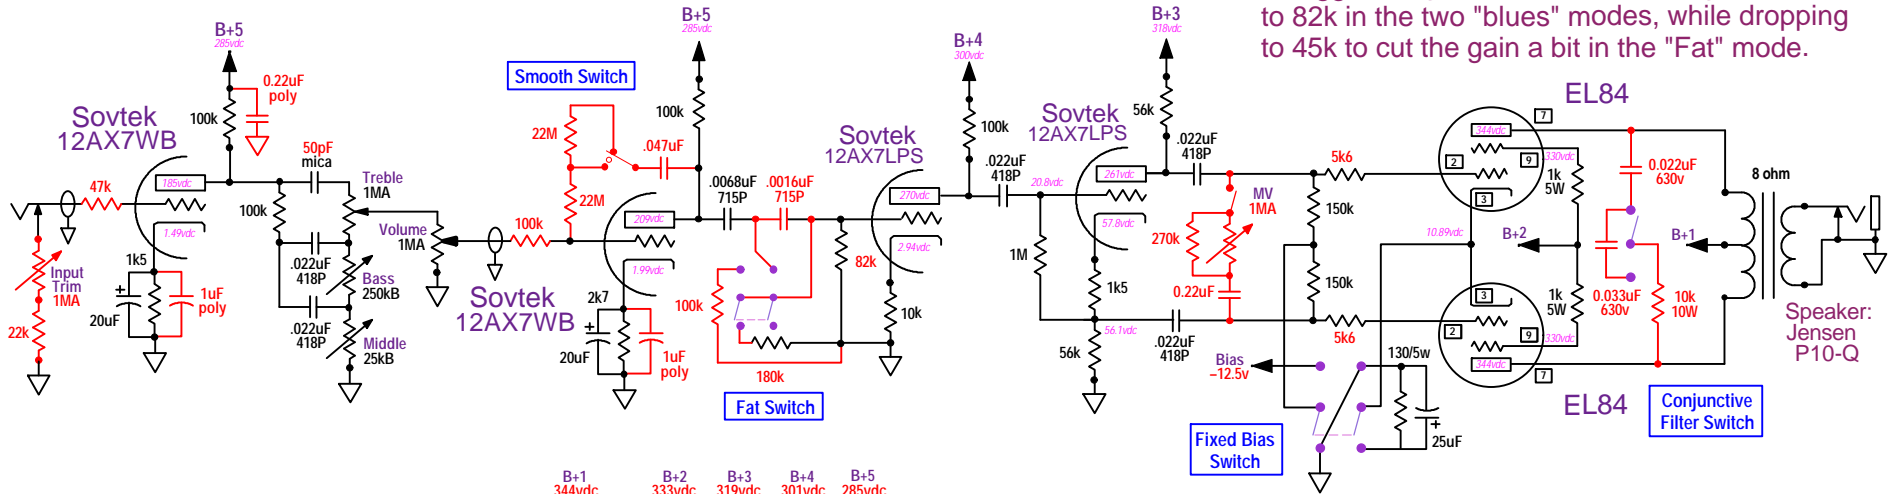 to 82k in the two "blues" modes, while dropping
to 45k to cut the gain a bit in the "Fat" mode.
B+5
285vdc
0.22uF
poly
100k
Sovtek
12AX7WB
47k
185vdc
1.49vdc
Input
Trim
1MA
22k
1k5
20uF
1uF
poly
50pF
mica
100k
Treble
1MA
.022uF
418P
Bass
250kB
.022uF
418P
Middle
25kB
Volume
1MA
Smooth Switch
22M
22M
.047uF
B+5
285vdc
100k
100k
209vdc
1.99vdc
Sovtek
12AX7WB
2k7
20uF
1uF
poly
.0068uF
715P
.0016uF
715P
100k
180k
82k
Fat Switch
Sovtek
12AX7LPS
270vdc
2.94vdc
10k
B+4
300vdc
100k
.022uF
418P
20.8vdc
1M
Sovtek
12AX7LPS
261vdc
57.8vdc
1k5
56.1vdc
56k
B+3
318vdc
56k
.022uF
418P
.022uF
418P
MV
1MA
270k
0.22uF
150k
150k
5k6
5k6
Bias
−12.5v
Fixed Bias
Switch
130/5w
25uF
EL84
344vdc
7
2
9
3
330vdc
1k
5W
10.89vdc
B+2
1k
5W
3
2
9
330vdc
344vdc
7
EL84
0.022uF
630v
0.033uF
630v
10k
10W
B+1
8 ohm
Speaker:
Jensen
P10-Q
Conjunctive
Filter Switch
B+1 B+2 B+3 B+4 B+5
344vdc 333vdc 319vdc 301vdc 285vdc